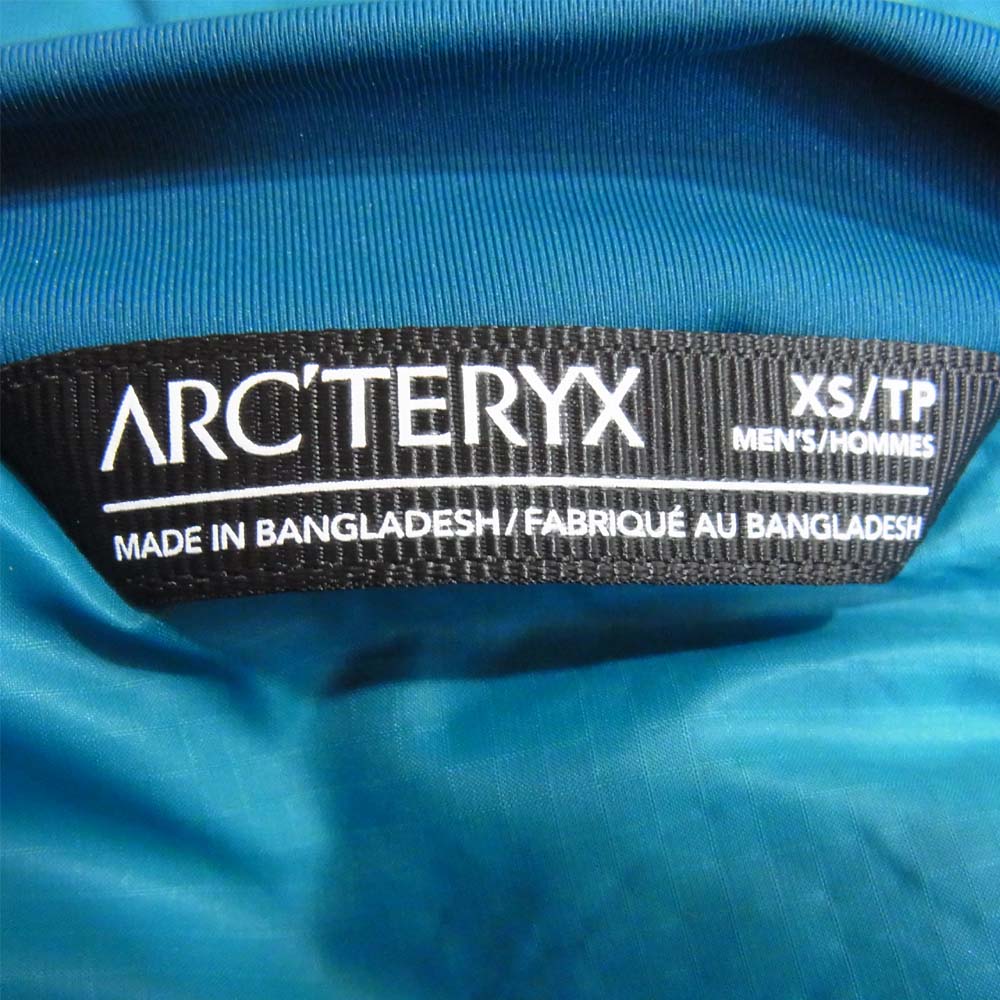 ARC'TERYX
XS/TP
MEN'S/HOMMES
MADE IN BANGLADESH/FABRIQUÉ AU BANGLADESH